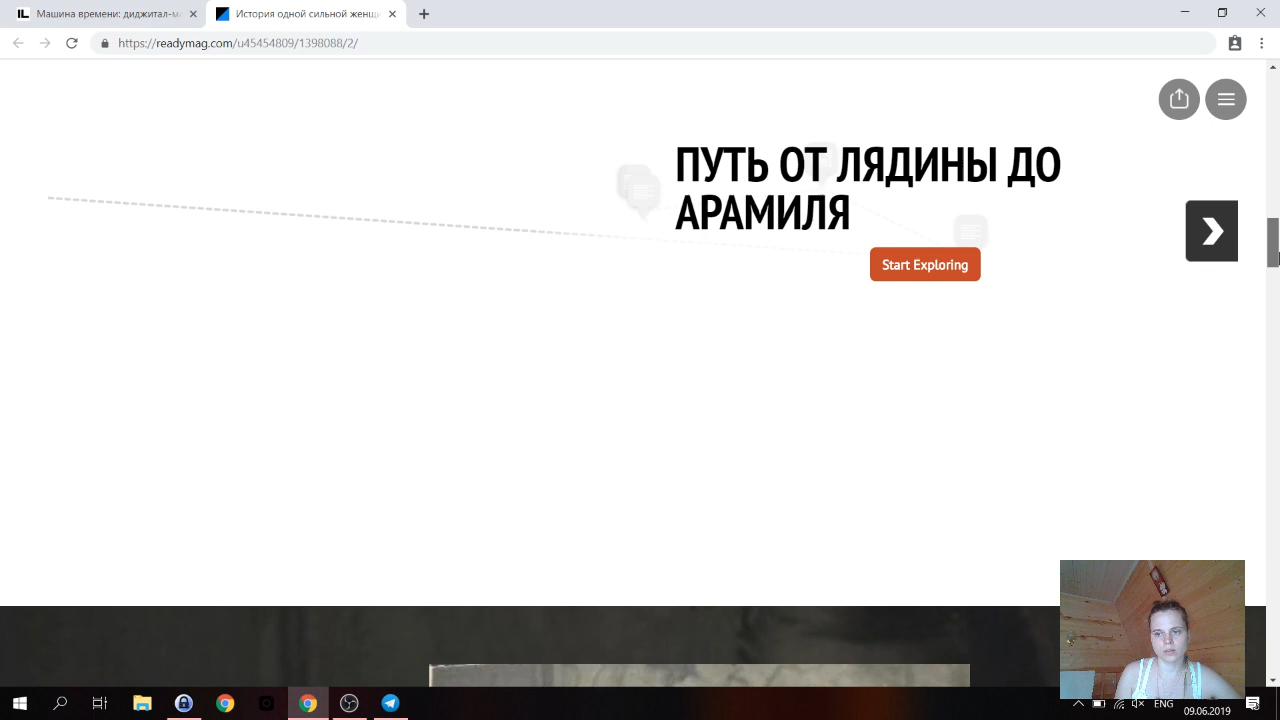 Машина времени: диджитал-м
История одной сильной женщи
https://readymag.com/u45454809/1398088/2/
ПУТЬ ОТ ЛЯДИНЫ ДО
АРАМИЛЯ
Start Exploring
ENG
09.06.2019